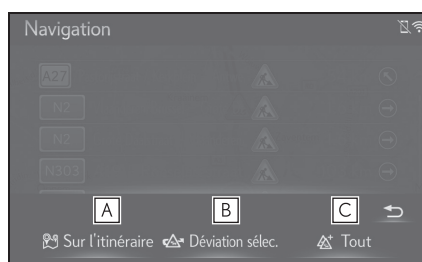 Navigation
A27
N2
N2
N303
A B C
Sur l'itinéraire Déviation sélec. Tout